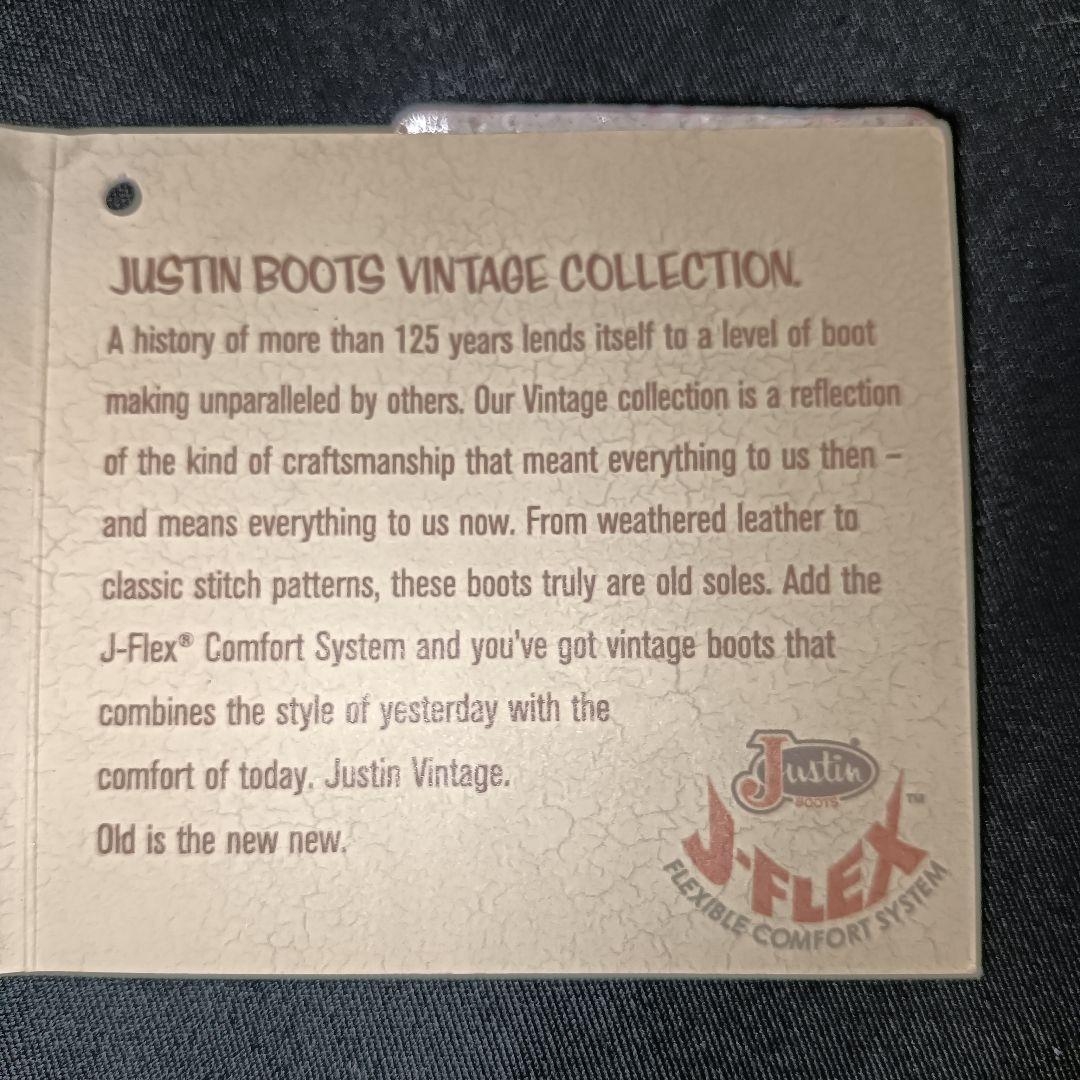 JUSTIN BOOTS VINTAGE COLLECTION.
A history of more than 125 years lends itself to a level of boot
making unparalleled by others. Our Vintage collection is a reflection
of the kind of craftsmanship that meant everything to us then –
and means everything to us now. From weathered leather to
classic stitch patterns, these boots truly are old soles. Add the
J-Flex® Comfort System and you've got vintage boots that
combines the style of yesterday with the
comfort of today. Justin Vintage.
Old is the new new.
Justin
BOOTS
J-FLEX™
FLEXIBLE COMFORT SYSTEM